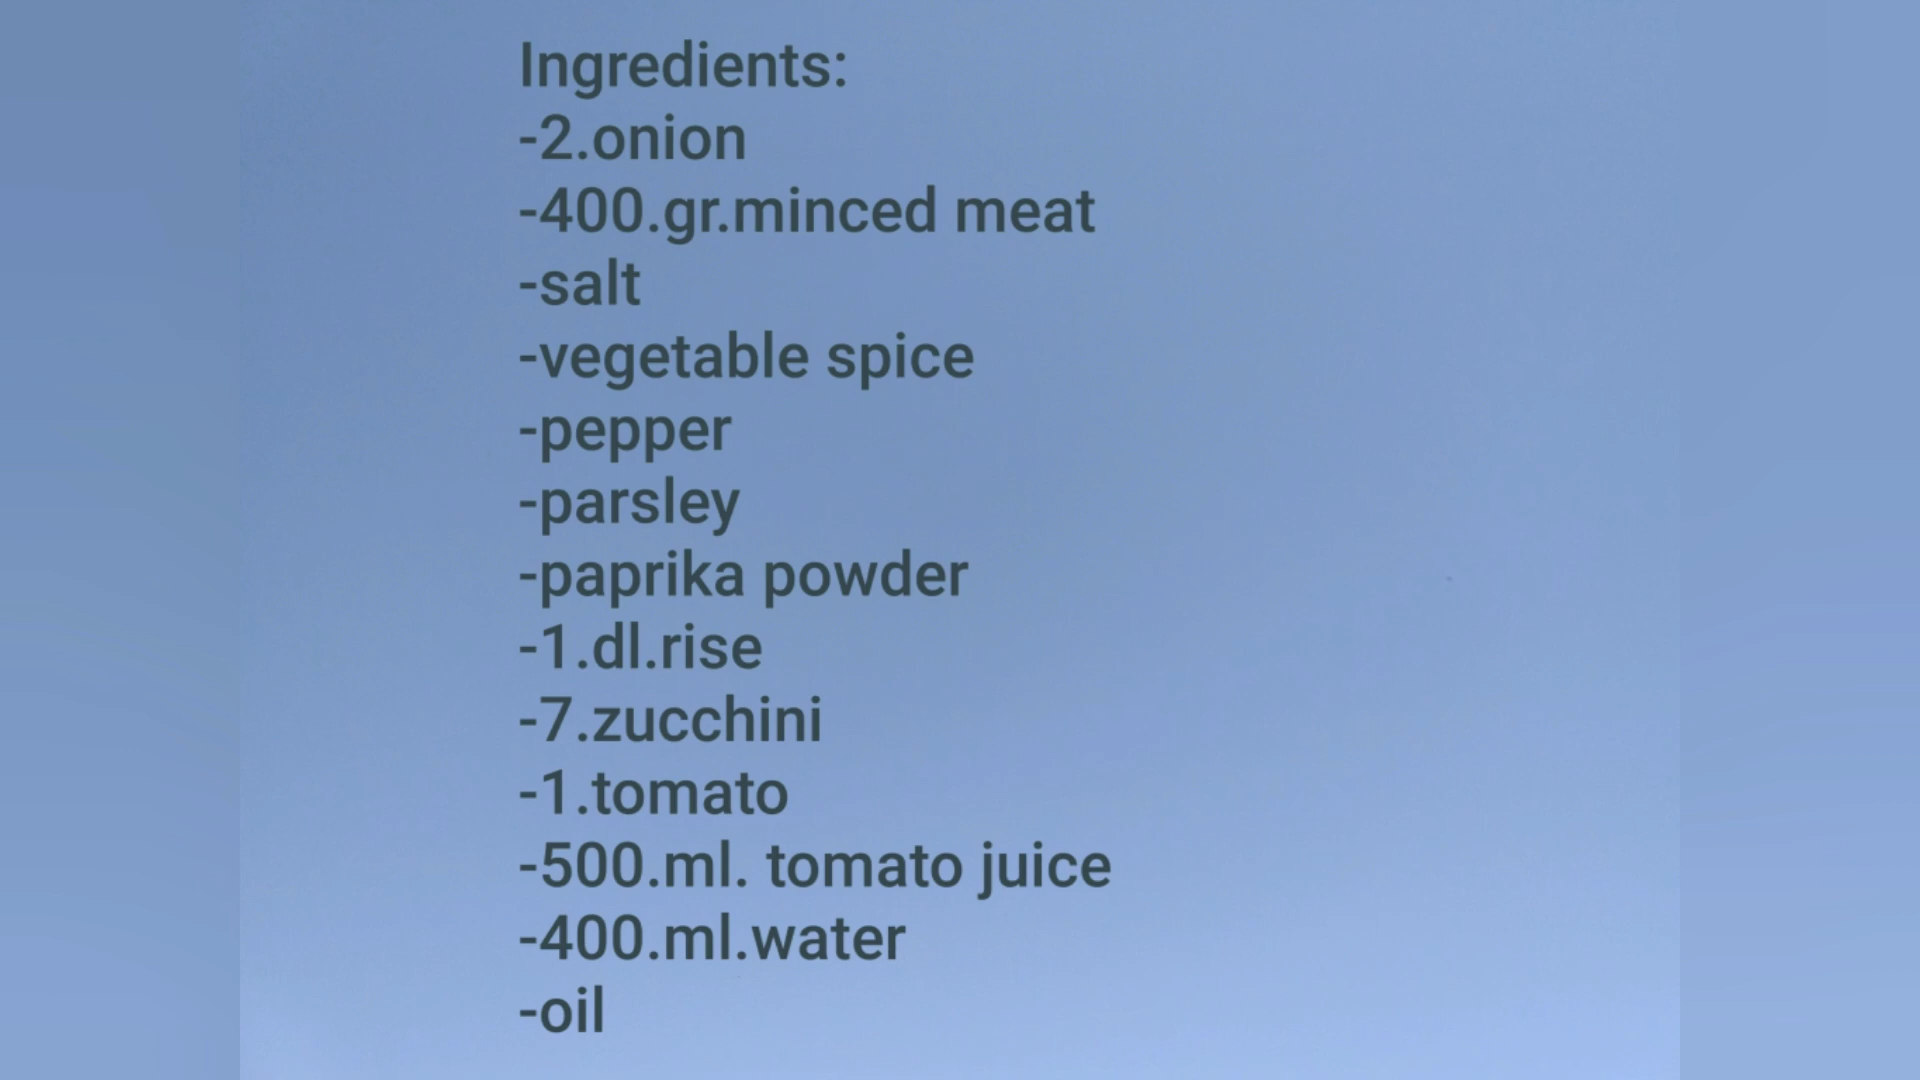 Ingredients:
-2.onion
-400.gr.minced meat
-salt
-vegetable spice
-pepper
-parsley
-paprika powder
-1.dl.rise
-7.zucchini
-1.tomato
-500.ml. tomato juice
-400.ml.water
-oil